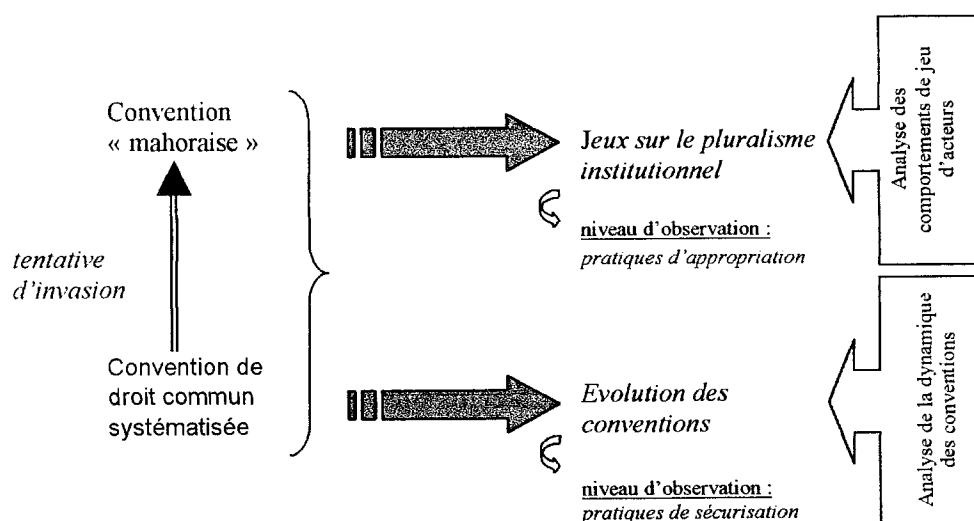 Convention
« mahoraise »
tentative
d'invasion
Convention de
droit commun
systématisée
Jeux sur le pluralisme
institutionnel
niveau d'observation :
pratiques d'appropriation
Evolution des
conventions
niveau d'observation :
pratiques de sécurisation
Analyse des
comportements de jeu
d'acteurs
Analyse de la dynamique
des conventions